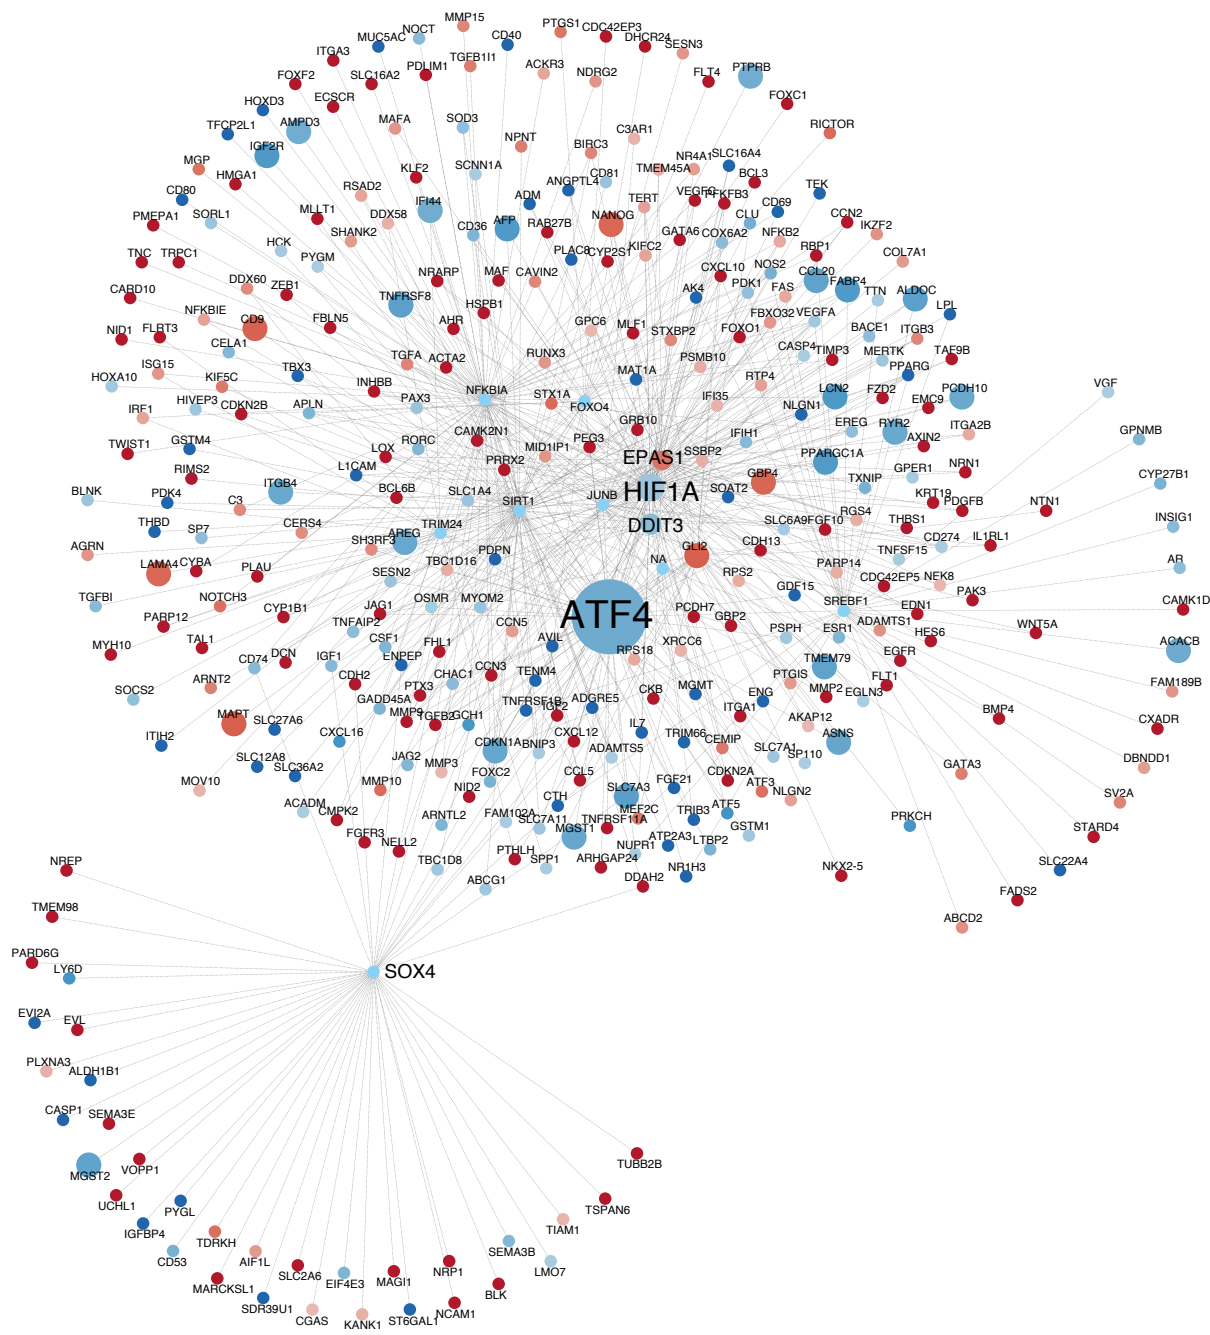 MMP15
PTGS1
CDC42EP3
NOCT
MUC5AC
CD40
DHCR24
SESN3
ITGA3
PDLIM1
TGFB1I1
ACKR3
NDRG2
FLT4
PTPRB
FOXF2
SLC16A2
ECSCR
HOXD3
FOXC1
TFCP2L1
AMPD3
MAFA
SOD3
C3AR1
RICTOR
IGF2R
NPNT
BIRC3
MGP
HMGA1
KLF2
SCNN1A
ANGPTL4
CD81
TMEM45A
NR4A1
SLC16A4
BCL3
CD80
RSAD2
ADM
TERT
VEGFC
PFKFB3
TEK
PMEPA1
SORL1
MLLT1
DDX58
IFI44
AFP
RAB27B
NANOG
CD69
CCN2
SHANK2
CD36
GATA6
CLU
IKZF2
TNC
TRPC1
HCK
PYGM
PLAC8
CYP2S1
KIFC2
COX6A2
NFKB2
RBP1
COL7A1
CARD10
DDX60
ZEB1
NRARP
MAF
CAVIN2
CXCL10
NOS2
CCL20
FABP4
TTN
ALDOC
LPL
NFKBIE
CD9
FBLN5
TNFRSF8
HSPB1
AK4
PDK1
FAS
NID1
FLRT3
AHR
GPC6
MLF1
STXBP2
FOXO1
FBXO32
VEGFA
BACE1
ITGB3
CELA1
TGFA
ACTA2
RUNX3
PSMB10
CASP4
TIMP3
MERTK
TAF9B
HOXA10
ISG15
KIF5C
TBX3
INHBB
NFKBIA
STX1A
FOXO4
MAT1A
RTP4
PPARG
VGF
HIVEP3
CDKN2B
APLN
PAX3
IFI35
NLGN1
LCN2
FZD2
EMC9
PCDH10
IRF1
TWIST1
GSTM4
LOX
RORC
CAMK2N1
MID1IP1
PEG3
GRB10
IFIH1
EREG
RYR2
AXIN2
ITGA2B
GPNMB
RIMS2
L1CAM
PRRX2
EPAS1
SSBP2
GBP4
PPARGC1A
TXNIP
GPER1
NRN1
CYP27B1
BLNK
PDK4
C3
ITGB4
BCL6B
SLC1A4
SIRT1
JUNB
HIF1A
SOAT2
KRT19
PDGFB
NTN1
THBD
SP7
CERS4
AREG
TRIM24
DDIT3
SLC6A9
FGF10
RGS4
THBS1
INSIG1
AGRN
SH3RF3
PDPN
GLI2
CDH13
CD274
TNFSF15
IL1RL1
AR
LAMA4
CYBA
PLAU
TBC1D16
NA
RPS2
PARP14
CDC42EP5
NEK8
TGFBI
NOTCH3
SESN2
OSMR
MYOM2
ATF4
GDF15
SREBF1
EDN1
PAK3
CAMK1D
PARP12
CYP1B1
JAG1
TNFAIP2
CCN5
PCDH7
GBP2
PSPH
ESR1
ADAMTS1
HES6
WNT5A
MYH10
TAL1
DCN
CSF1
FHL1
AVIL
RPS18
XRCC6
EGFR
ACACB
CD74
IGF1
ENPEP
CCN3
TENM4
TMEM79
PTGIS
FLT1
ARNT2
CDH2
CHAC1
PTX3
MGMT
ENG
MMP2
EGLN3
FAM189B
SOCS2
GADD45A
TNFRSF1B
ADGRE5
CKB
ITGA1
BMP4
MAPT
SLC27A6
MMP9
TGFB2
GCH1
IGF2
IL7
AKAP12
CXADR
ITIH2
CXCL16
CDKN1A
CXCL12
BNIP3
ADAMTS5
TRIM66
CEMIP
SLC7A1
SP110
ASNS
SLC12A8
SLC36A2
JAG2
MMP3
FOXC2
CCL5
GATA3
DBNDD1
MOV10
MMP10
NID2
SLC7A3
FGF21
CDKN2A
ATF3
NLGN2
SV2A
ACADM
CMPK2
ARNTL2
CTH
MEF2C
TRIB3
ATF5
PRKCH
FAM102A
SLC7A11
MGST1
TNFRSF11A
GSTM1
STARD4
FGFR3
NELL2
NUPR1
ATP2A3
LTBP2
NREP
TBC1D8
PTHLH
SPP1
ARHGAP24
NR1H3
NKX2-5
SLC22A4
ABCG1
DDAH2
FADS2
TMEM98
ABCD2
PARD6G
LY6D
SOX4
EVI2A
EVL
PLXNA3
ALDH1B1
CASP1
SEMA3E
TUBB2B
MGST2
VOPP1
UCHL1
PYGL
TSPAN6
IGFBP4
TDRKH
TIAM1
CD53
AIF1L
SEMA3B
SLC2A6
EIF4E3
MAGI1
NRP1
LMO7
MARCKSL1
BLK
SDR39U1
CGAS
KANK1
ST6GAL1
NCAM1